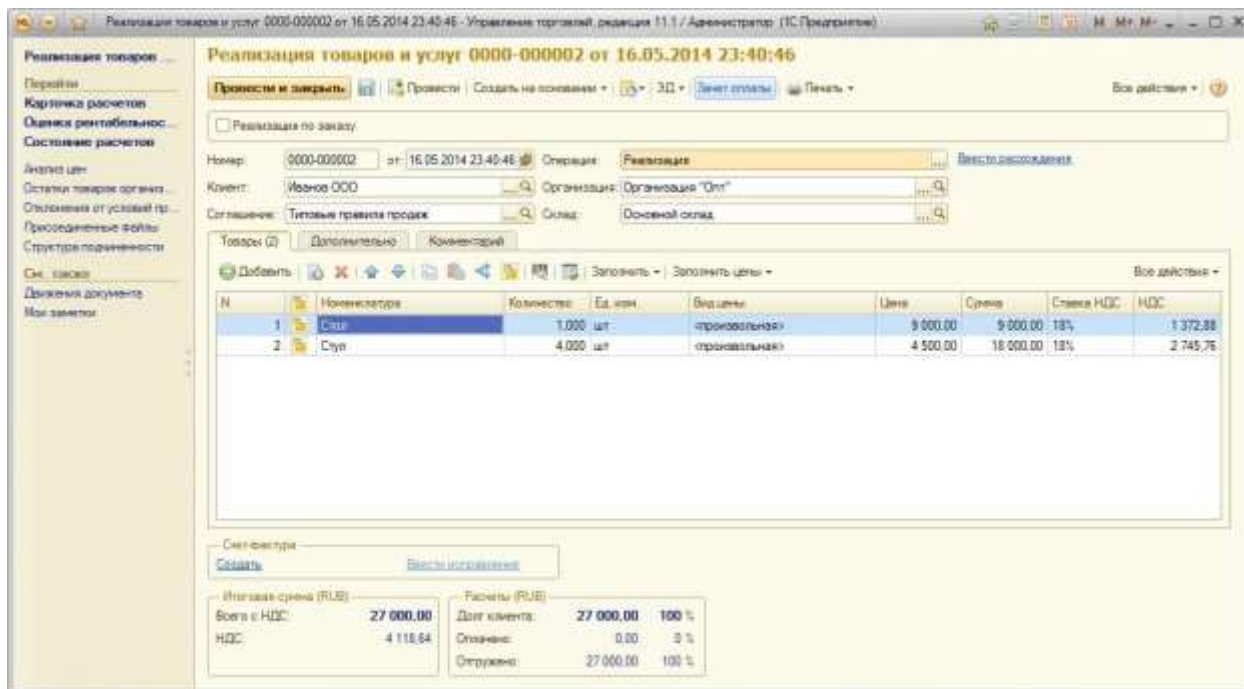 Реализация товаров и услуг 0000-000002 от 16.05.2014 23:40:46 - Управление торговлей, редакция 11.1 / Администратор (1С:Предприятие)
M M+ M-
Реализация товаров ...
Перейти
Карточка расчетов
Оценка рентабельнос...
Состояние расчетов
Анализ цен
Остатки товаров организ...
Отклонения от условий пр...
Присоединенные файлы
Структура подчиненности
См. также
Движения документа
Мои заметки
Реализация товаров и услуг 0000-000002 от 16.05.2014 23:40:46
Провести и закрыть Провести Создать на основании ЭД Зачет оплаты Печать Все действия
Реализация по заказу
Номер: 0000-000002 от: 16.05.2014 23:40:46 Операция: Реализация Ввести расхождения
Клиент: Иванов ООО Организация: Организация "Опт"
Соглашение: Типовые правила продаж Склад: Основной склад
Товары (2) Дополнительно Комментарий
Добавить Заполнить Заполнить цены Все действия
N Номенклатура Количество Ед. изм. Вид цены Цена Сумма Ставка НДС НДС
1 Стол 1,000 шт <произвольная> 9 000,00 9 000,00 18% 1 372,88
2 Стул 4,000 шт <произвольная> 4 500,00 18 000,00 18% 2 745,76
Счет-фактура
Создать Ввести исправление
Итоговая сумма (RUB) Расчеты (RUB)
Всего с НДС: 27 000,00 Долг клиента: 27 000,00 100 %
НДС: 4 118,64 Оплачено: 0,00 0 %
Отгружено: 27 000,00 100 %